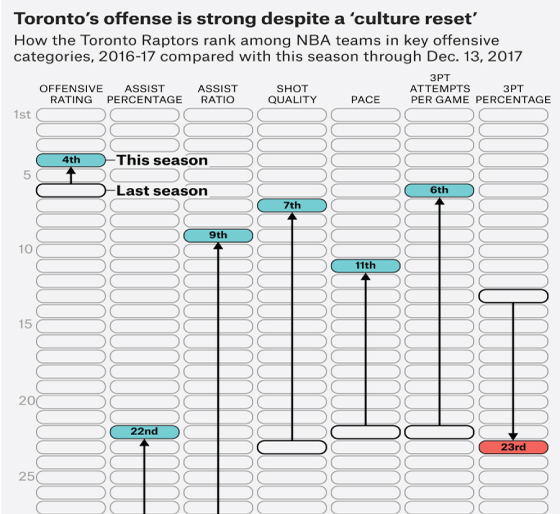 Toronto's offense is strong despite a ‘culture reset’
How the Toronto Raptors rank among NBA teams in key offensive
categories, 2016-17 compared with this season through Dec. 13, 2017
OFFENSIVE RATING
ASSIST PERCENTAGE
ASSIST RATIO
SHOT QUALITY
PACE
3PT ATTEMPTS PER GAME
3PT PERCENTAGE
1st
4th
This season
5
Last season
6th
7th
9th
10
11th
15
20
22nd
23rd
25